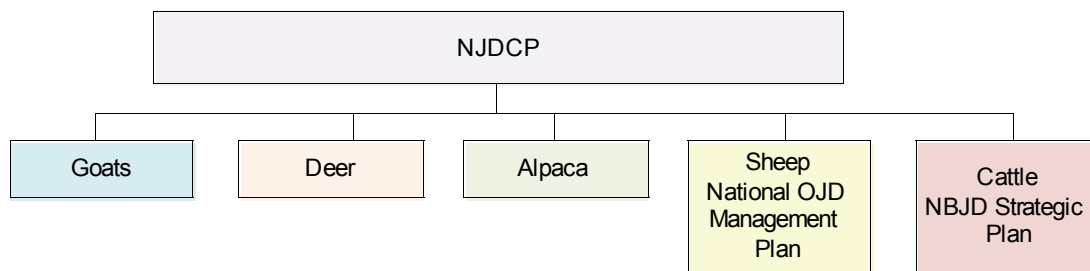 NJDCP
Goats
Deer
Alpaca
Sheep
National OJD
Management
Plan
Cattle
NBJD Strategic
Plan